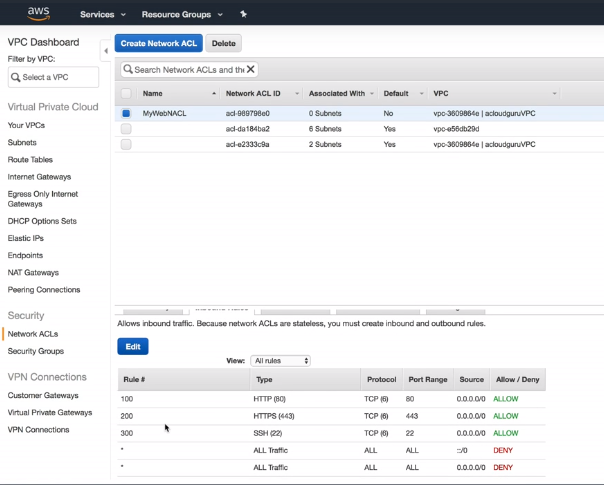 aws Services Resource Groups
VPC Dashboard
Filter by VPC:
Select a VPC
Virtual Private Cloud
Your VPCs
Subnets
Route Tables
Internet Gateways
Egress Only Internet
Gateways
DHCP Options Sets
Elastic IPs
Endpoints
NAT Gateways
Peering Connections
Security
Network ACLs
Security Groups
VPN Connections
Customer Gateways
Virtual Private Gateways
VPN Connections
Create Network ACL Delete
Search Network ACLs and the X
Name Network ACL ID Associated With Default VPC
MyWebNACL acl-989798e0 0 Subnets No vpc-3609864e | acloudguruVPC
acl-da184ba2 6 Subnets Yes vpc-e56db29d
acl-e2333c9a 2 Subnets Yes vpc-3609864e | acloudguruVPC
Inbound Rules
Allows inbound traffic. Because network ACLs are stateless, you must create inbound and outbound rules.
Edit
View: All rules
Rule # Type Protocol Port Range Source Allow / Deny
100 HTTP (80) TCP (6) 80 0.0.0.0/0 ALLOW
200 HTTPS (443) TCP (6) 443 0.0.0.0/0 ALLOW
300 SSH (22) TCP (6) 22 0.0.0.0/0 ALLOW
* ALL Traffic ALL ALL ::/0 DENY
* ALL Traffic ALL ALL 0.0.0.0/0 DENY